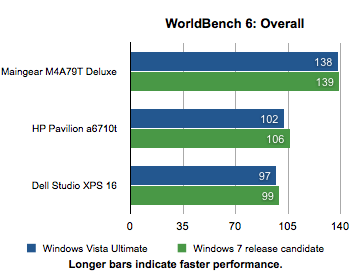 WorldBench 6: Overall
Maingear M4A79T Deluxe
138
139
HP Pavilion a6710t
102
106
Dell Studio XPS 16
97
99
0 35 70 105 140
Windows Vista Ultimate Windows 7 release candidate
Longer bars indicate faster performance.